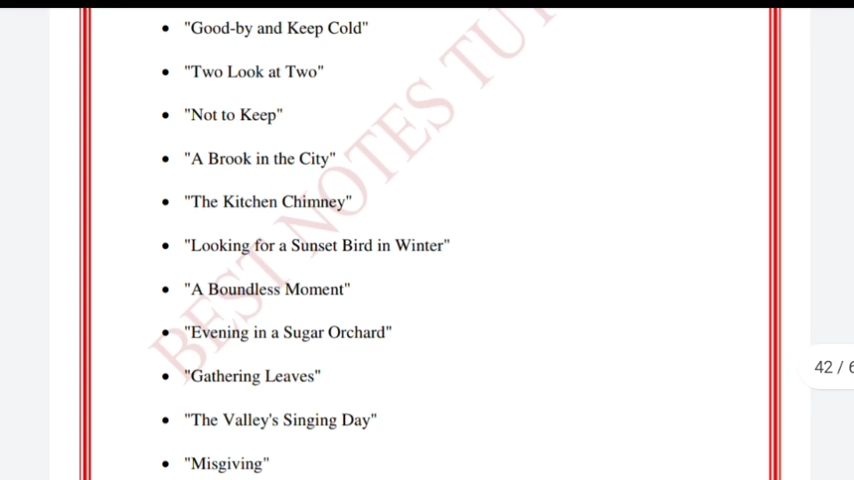 • "Good-by and Keep Cold"
• "Two Look at Two"
• "Not to Keep"
• "A Brook in the City"
• "The Kitchen Chimney"
• "Looking for a Sunset Bird in Winter"
• "A Boundless Moment"
• "Evening in a Sugar Orchard"
• "Gathering Leaves"
• "The Valley's Singing Day"
• "Misgiving"
BEST NOTES TU
42 / 6